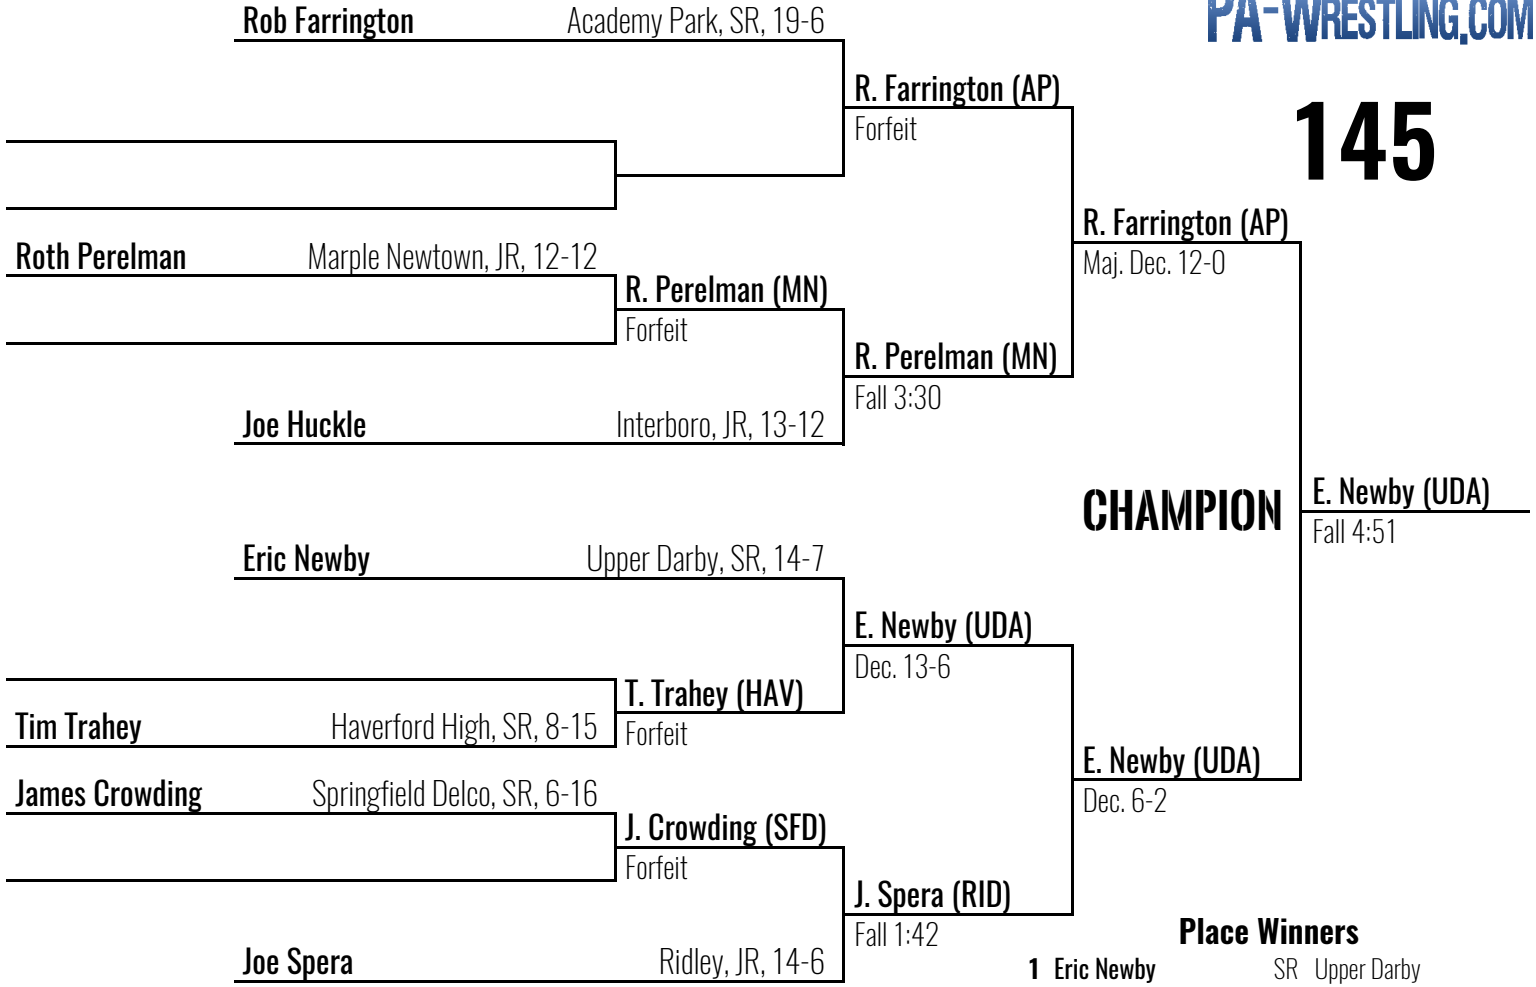 PA-WRESTLING.COM
145
Rob Farrington Academy Park, SR, 19-6
R. Farrington (AP)
Forfeit
R. Farrington (AP)
Maj. Dec. 12-0
Roth Perelman Marple Newtown, JR, 12-12
R. Perelman (MN)
Forfeit
R. Perelman (MN)
Fall 3:30
Joe Huckle Interboro, JR, 13-12
CHAMPION
E. Newby (UDA)
Fall 4:51
Eric Newby Upper Darby, SR, 14-7
E. Newby (UDA)
Dec. 13-6
T. Trahey (HAV)
Forfeit
Tim Trahey Haverford High, SR, 8-15
E. Newby (UDA)
Dec. 6-2
James Crowding Springfield Delco, SR, 6-16
J. Crowding (SFD)
Forfeit
J. Spera (RID)
Fall 1:42
Joe Spera Ridley, JR, 14-6
Place Winners
1 Eric Newby SR Upper Darby